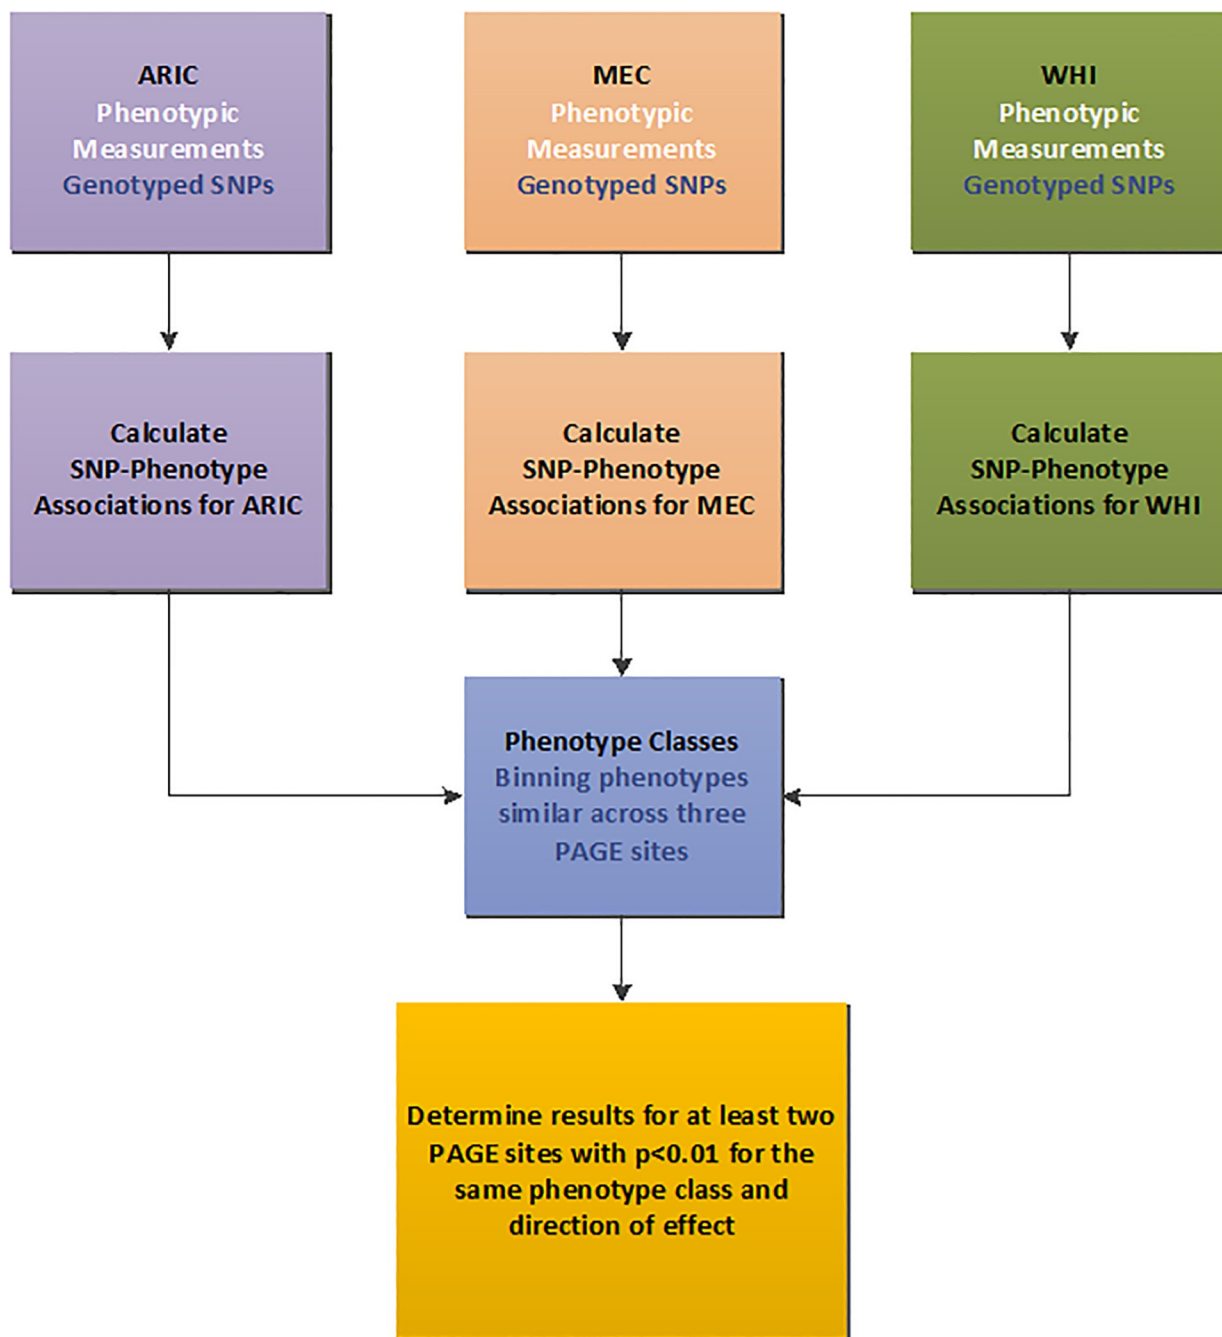 ARIC
Phenotypic
Measurements
Genotyped SNPs
MEC
Phenotypic
Measurements
Genotyped SNPs
WHI
Phenotypic
Measurements
Genotyped SNPs
Calculate
SNP-Phenotype
Associations for ARIC
Calculate
SNP-Phenotype
Associations for MEC
Calculate
SNP-Phenotype
Associations for WHI
Phenotype Classes
Binning phenotypes
similar across three
PAGE sites
Determine results for at least two
PAGE sites with p<0.01 for the
same phenotype class and
direction of effect